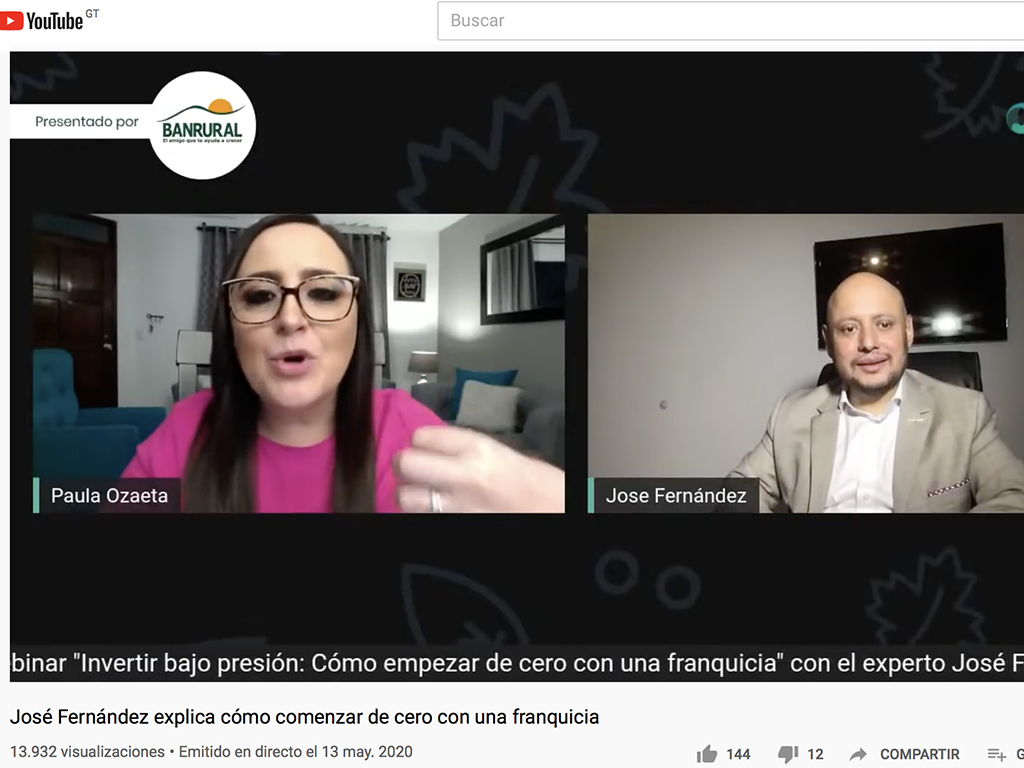 YouTube GT
Buscar
Presentado por
BANRURAL
El amigo que te ayuda a crecer
Paula Ozaeta
Jose Fernández
ebinar "Invertir bajo presión: Cómo empezar de cero con una franquicia" con el experto José F
José Fernández explica cómo comenzar de cero con una franquicia
13.932 visualizaciones • Emitido en directo el 13 may. 2020
144
12
COMPARTIR
G